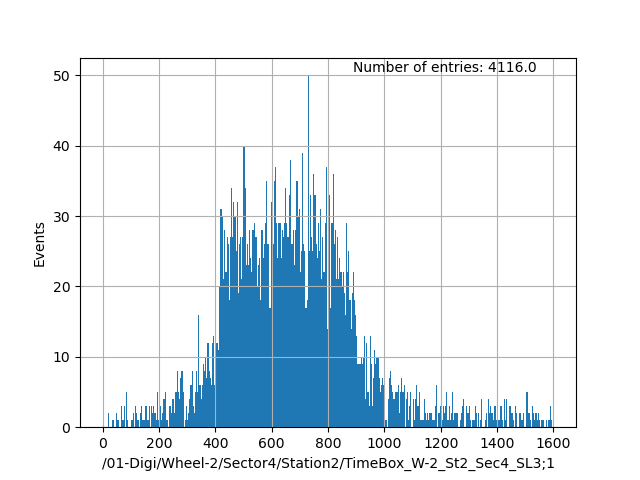 Number of entries: 4116.0
50
40
30
20
10
0
Events
0 200 400 600 800 1000 1200 1400 1600
/01-Digi/Wheel-2/Sector4/Station2/TimeBox_W-2_St2_Sec4_SL3;1